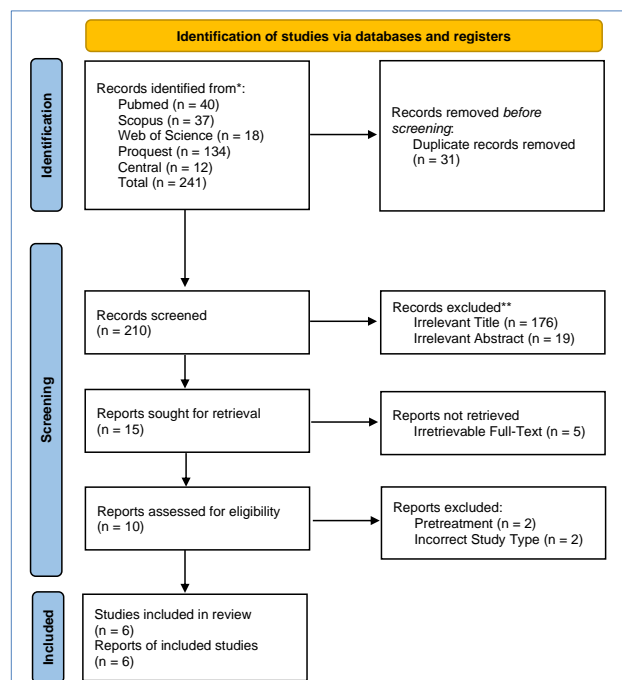 Identification of studies via databases and registers
Identification
Records identified from*:
Pubmed (n = 40)
Scopus (n = 37)
Web of Science (n = 18)
Proquest (n = 134)
Central (n = 12)
Total (n = 241)
Records removed before
screening:
Duplicate records removed
(n = 31)
Screening
Records screened
(n = 210)
Records excluded**
Irrelevant Title (n = 176)
Irrelevant Abstract (n = 19)
Reports sought for retrieval
(n = 15)
Reports not retrieved
Irretrievable Full-Text (n = 5)
Reports assessed for eligibility
(n = 10)
Reports excluded:
Pretreatment (n = 2)
Incorrect Study Type (n = 2)
Included
Studies included in review
(n = 6)
Reports of included studies
(n = 6)